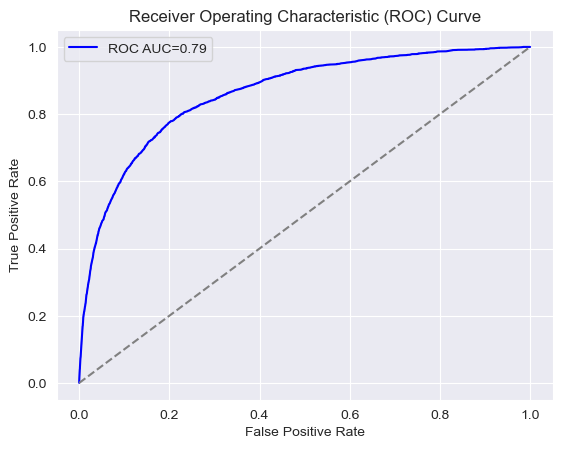 Receiver Operating Characteristic (ROC) Curve
ROC AUC=0.79
True Positive Rate
1.0
0.8
0.6
0.4
0.2
0.0
0.0 0.2 0.4 0.6 0.8 1.0
False Positive Rate